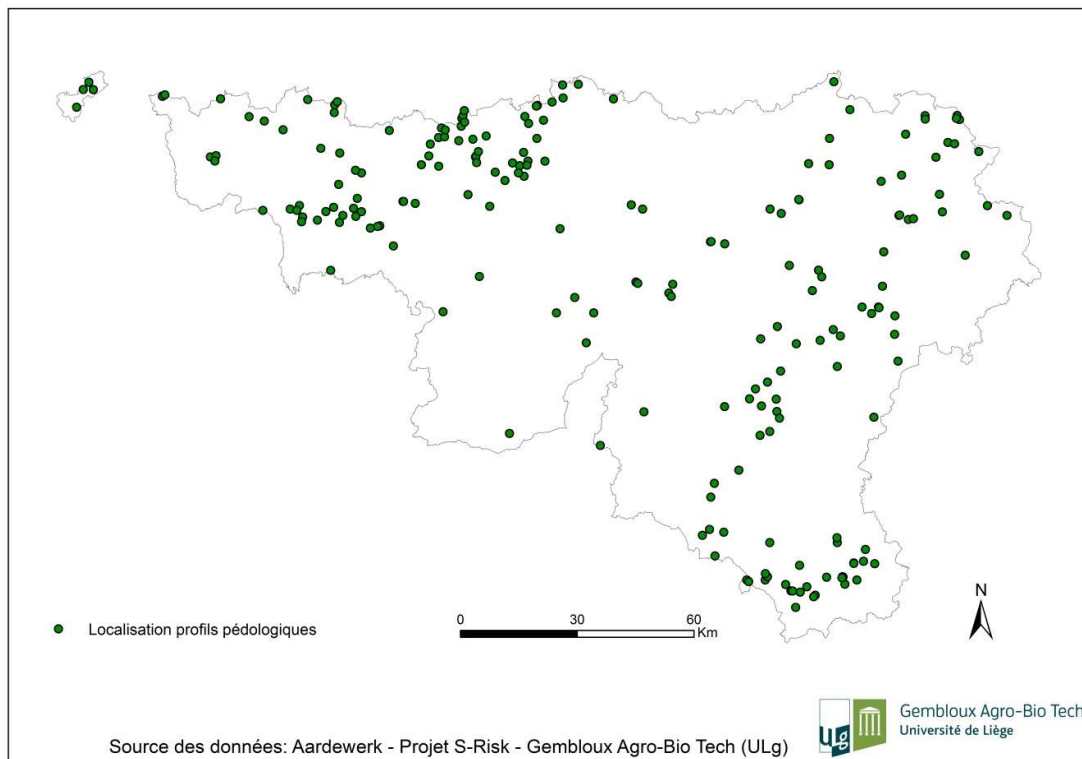 N
Localisation profils pédologiques
0 30 60
Km
Gembloux Agro-Bio Tech
Université de Liège
ULg
Source des données: Aardewerk - Projet S-Risk - Gembloux Agro-Bio Tech (ULg)